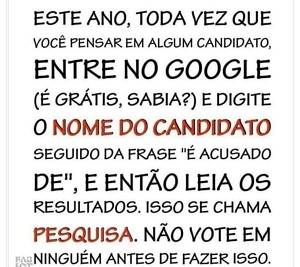 ESTE ANO, TODA VEZ QUE
VOCÊ PENSAR EM ALGUM CANDIDATO,
ENTRE NO GOOGLE
(É GRÁTIS, SABIA?) E DIGITE
O NOME DO CANDIDATO
SEGUIDO DA FRASE "É ACUSADO
DE", E ENTÃO LEIA OS
RESULTADOS. ISSO SE CHAMA
PESQUISA. NÃO VOTE EM
NINGUÉM ANTES DE FAZER ISSO.